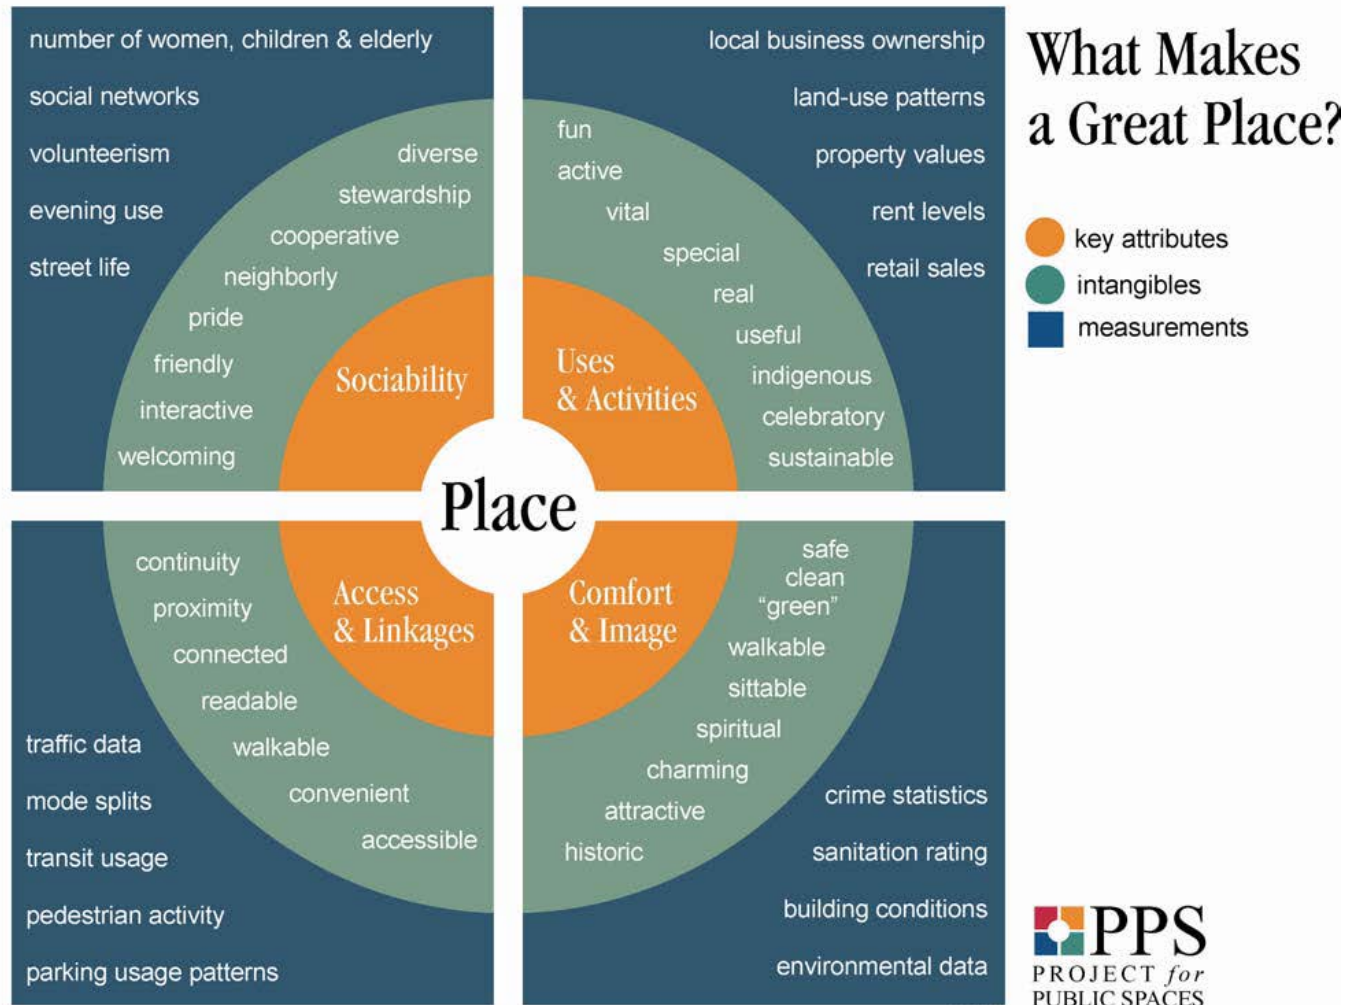 What Makes
a Great Place?
key attributes
intangibles
measurements
number of women, children & elderly
social networks
volunteerism
evening use
street life
diverse
stewardship
cooperative
neighborly
pride
friendly
interactive
welcoming
Sociability
local business ownership
land-use patterns
property values
rent levels
retail sales
fun
active
vital
special
real
useful
indigenous
celebratory
sustainable
Uses
& Activities
Place
Access
& Linkages
continuity
proximity
connected
readable
walkable
convenient
accessible
traffic data
mode splits
transit usage
pedestrian activity
parking usage patterns
Comfort
& Image
safe
clean
“green”
walkable
sittable
spiritual
charming
attractive
historic
crime statistics
sanitation rating
building conditions
environmental data
PPS
PROJECT for
PUBLIC SPACES